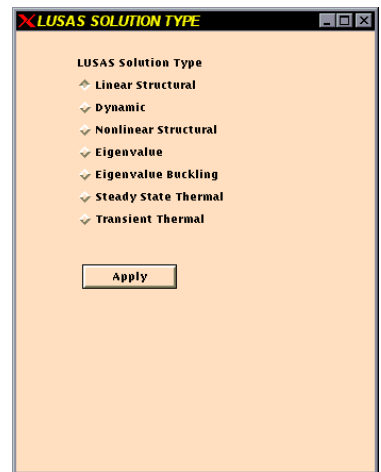 LUSAS SOLUTION TYPE
LUSAS Solution Type
Linear Structural
Dynamic
Nonlinear Structural
Eigenvalue
Eigenvalue Buckling
Steady State Thermal
Transient Thermal
Apply